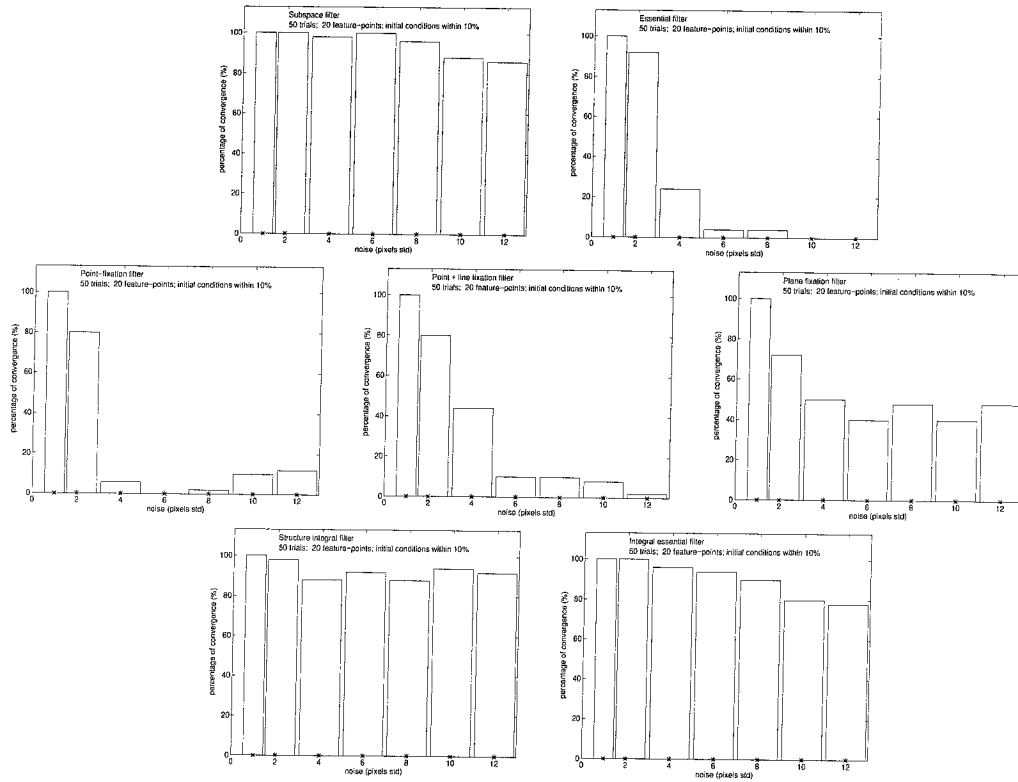 Subspace filter
50 trials; 20 feature-points; initial conditions within 10%
percentage of convergence (%)
100
80
60
40
20
0
0 2 4 6 8 10 12
noise (pixels std)
Essential filter
50 trials; 20 feature-points; initial conditions within 10%
percentage of convergence (%)
100
80
60
40
20
0
0 2 4 6 8 10 12
noise (pixels std)
Point-fixation filter
50 trials; 20 feature-points; initial conditions within 10%
percentage of convergence (%)
100
80
60
40
20
0
0 2 4 6 8 10 12
noise (pixels std)
Point + line fixation filter
50 trials; 20 feature-points; initial conditions within 10%
percentage of convergence (%)
100
80
60
40
20
0
0 2 4 6 8 10 12
noise (pixels std)
Plane fixation filter
50 trials; 20 feature-points; initial conditions within 10%
percentage of convergence (%)
100
80
60
40
20
0
0 2 4 6 8 10 12
noise (pixels std)
Structure integral filter
50 trials; 20 feature-points; initial conditions within 10%
percentage of convergence (%)
100
80
60
40
20
0
0 2 4 6 8 10 12
noise (pixels std)
Integral essential filter
50 trials; 20 feature-points; initial conditions within 10%
percentage of convergence (%)
100
80
60
40
20
0
0 2 4 6 8 10 12
noise (pixels std)